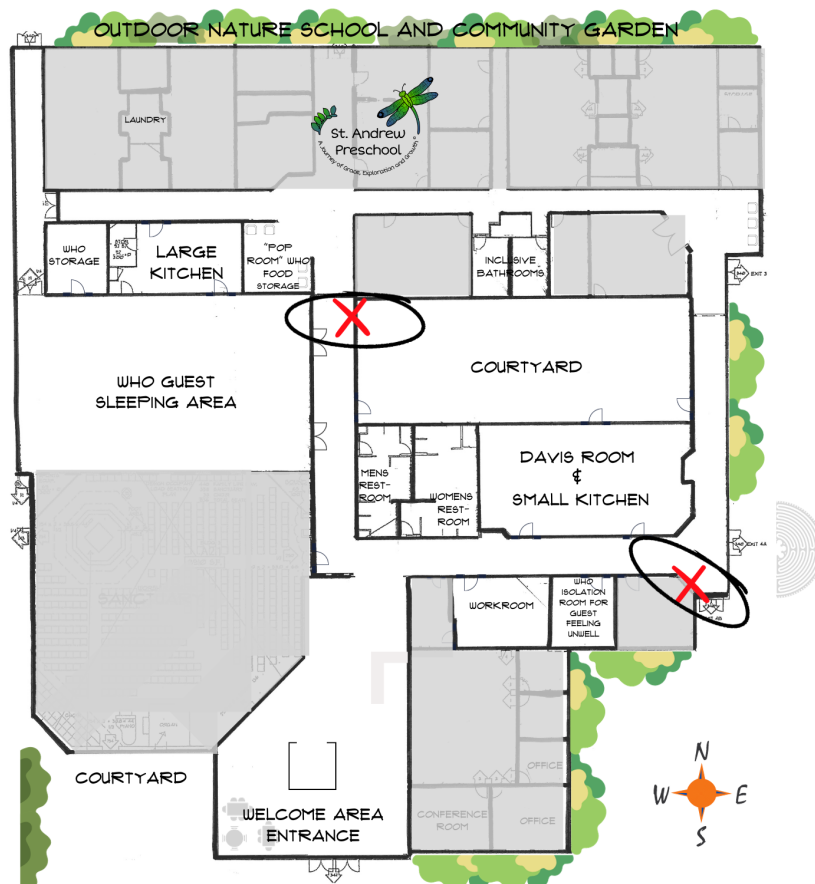 OUTDOOR NATURE SCHOOL AND COMMUNITY GARDEN
LAUNDRY
St. Andrew
Preschool
A Journey of Grace, Exploration and Growth
WHO
STORAGE
LARGE
KITCHEN
"POP
ROOM" WHO
FOOD
STORAGE
INCLUSIVE
BATHROOMS
EXIT 3
WHO GUEST
SLEEPING AREA
COURTYARD
MENS
REST-
ROOM
WOMENS
REST-
ROOM
DAVIS ROOM
&
SMALL KITCHEN
EXIT 4A
SANC
WORKROOM
WHO
ISOLATION
ROOM FOR
GUEST
FEELING
UNWELL
COURTYARD
WELCOME AREA
ENTRANCE
OFFICE
CONFERENCE
ROOM
OFFICE
N
W
E
S